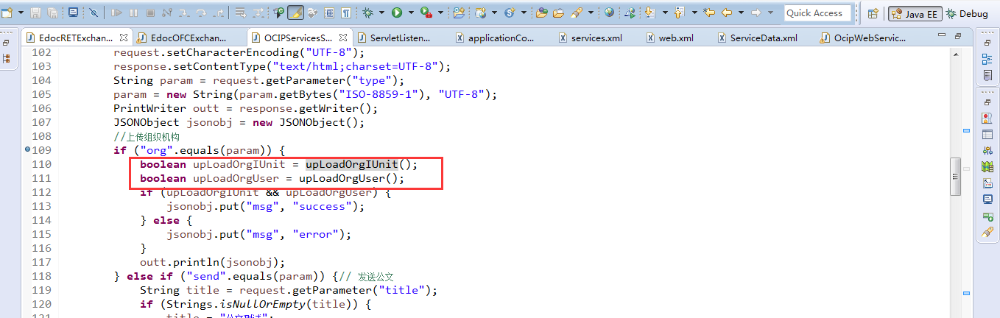 Quick Access
Java EE
Debug
EdocRETExchan...
EdocOFCExchan...
OCIPServicesS...
ServletListen...
applicationCo...
services.xml
web.xml
ServiceData.xml
OcipWebServic...
102 request.setCharacterEncoding("UTF-8");
103 response.setContentType("text/html;charset=UTF-8");
104 String param = request.getParameter("type");
105 param = new String(param.getBytes("ISO-8859-1"), "UTF-8");
106 PrintWriter outt = response.getWriter();
107 JSONObject jsonobj = new JSONObject();
108 //上传组织机构
109 if ("org".equals(param)) {
110 boolean upLoadOrgIUnit = upLoadOrgIUnit();
111 boolean upLoadOrgUser = upLoadOrgUser();
112 if (upLoadOrgIUnit && upLoadOrgUser) {
113 jsonobj.put("msg", "success");
114 } else {
115 jsonobj.put("msg", "error");
116 }
117 outt.println(jsonobj);
118 } else if ("send".equals(param)) {// 发送公文
119 String title = request.getParameter("title");
120 if (Strings.isNullOrEmpty(title)) {
121 title = "公文测试";